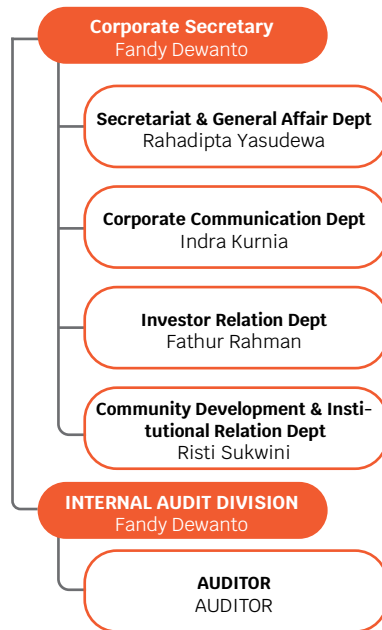 Corporate Secretary
Fandy Dewanto
Secretariat & General Affair Dept
Rahadipta Yasudewa
Corporate Communication Dept
Indra Kurnia
Investor Relation Dept
Fathur Rahman
Community Development & Insti-
tutional Relation Dept
Risti Sukwini
INTERNAL AUDIT DIVISION
Fandy Dewanto
AUDITOR
AUDITOR